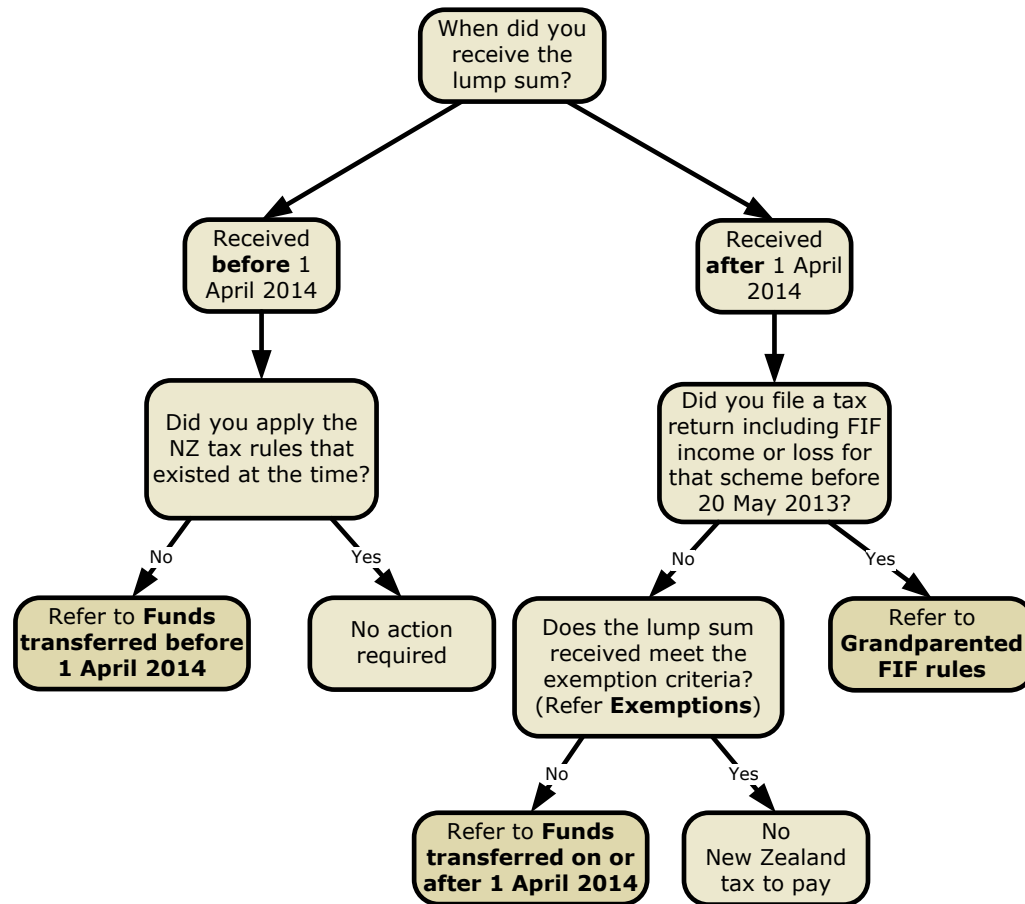 When did you
receive the
lump sum?
Received
before 1
April 2014
Received
after 1 April
2014
Did you apply the
NZ tax rules that
existed at the time?
Did you file a tax
return including FIF
income or loss for
that scheme before
20 May 2013?
No
Yes
No
Yes
Refer to Funds
transferred before
1 April 2014
No action
required
Does the lump sum
received meet the
exemption criteria?
(Refer Exemptions)
Refer to
Grandparented
FIF rules
No
Yes
Refer to Funds
transferred on or
after 1 April 2014
No
New Zealand
tax to pay